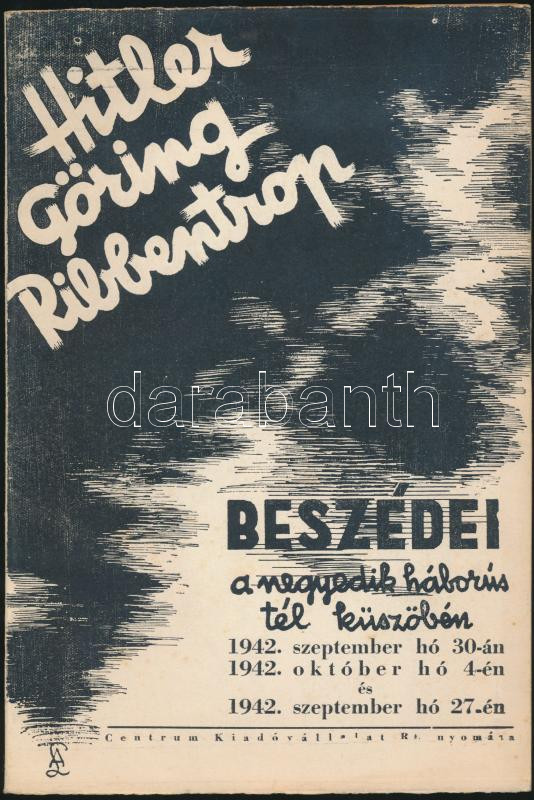 Hitler
Göring
Ribbentrop
darabanth
BESZÉDEI
a negyedik háborús
tél küszöbén
1942. szeptember hó 30-án
1942. október hó 4-én
és
1942. szeptember hó 27-én
Centrum Kiadóvállalat Rt. nyomása